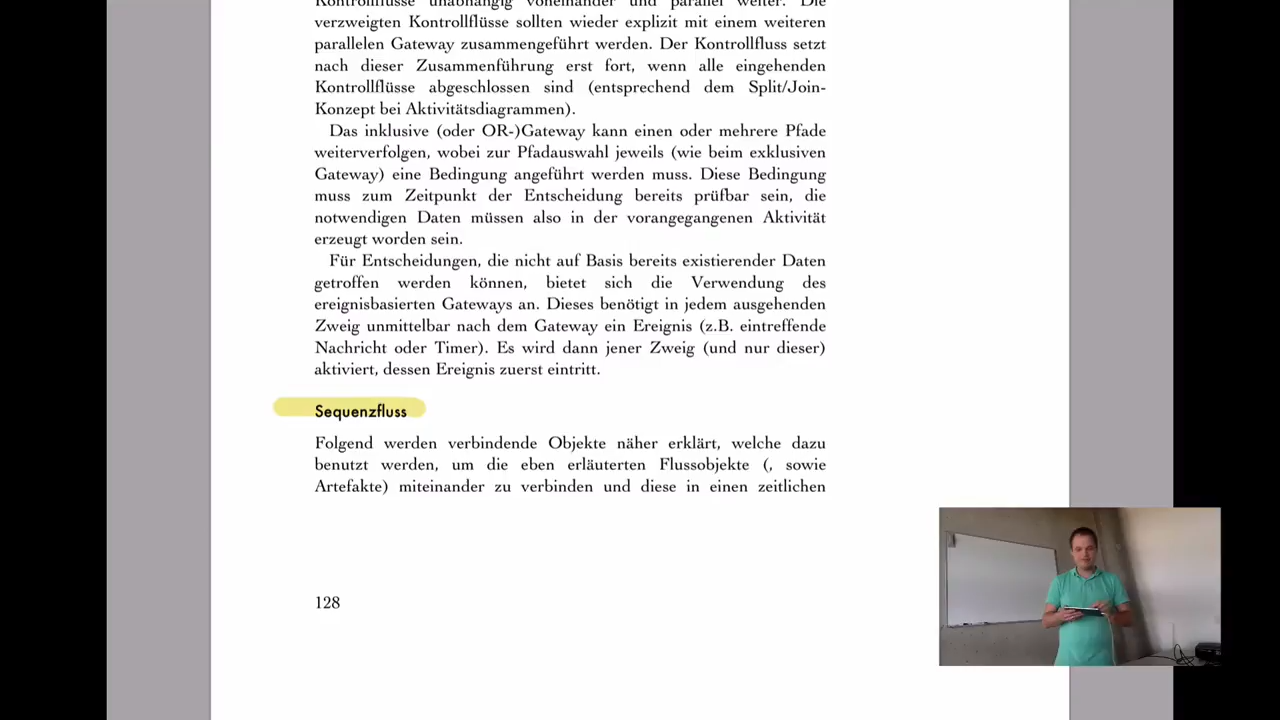 Kontrollflüsse unabhängig voneinander und parallel weiter. Die
verzweigten Kontrollflüsse sollten wieder explizit mit einem weiteren
parallelen Gateway zusammengeführt werden. Der Kontrollfluss setzt
nach dieser Zusammenführung erst fort, wenn alle eingehenden
Kontrollflüsse abgeschlossen sind (entsprechend dem Split/Join-
Konzept bei Aktivitätsdiagrammen).
Das inklusive (oder OR-)Gateway kann einen oder mehrere Pfade
weiterverfolgen, wobei zur Pfadauswahl jeweils (wie beim exklusiven
Gateway) eine Bedingung angeführt werden muss. Diese Bedingung
muss zum Zeitpunkt der Entscheidung bereits prüfbar sein, die
notwendigen Daten müssen also in der vorangegangenen Aktivität
erzeugt worden sein.
Für Entscheidungen, die nicht auf Basis bereits existierender Daten
getroffen werden können, bietet sich die Verwendung des
ereignisbasierten Gateways an. Dieses benötigt in jedem ausgehenden
Zweig unmittelbar nach dem Gateway ein Ereignis (z.B. eintreffende
Nachricht oder Timer). Es wird dann jener Zweig (und nur dieser)
aktiviert, dessen Ereignis zuerst eintritt.
Sequenzfluss
Folgend werden verbindende Objekte näher erklärt, welche dazu
benutzt werden, um die eben erläuterten Flussobjekte (, sowie
Artefakte) miteinander zu verbinden und diese in einen zeitlichen
128